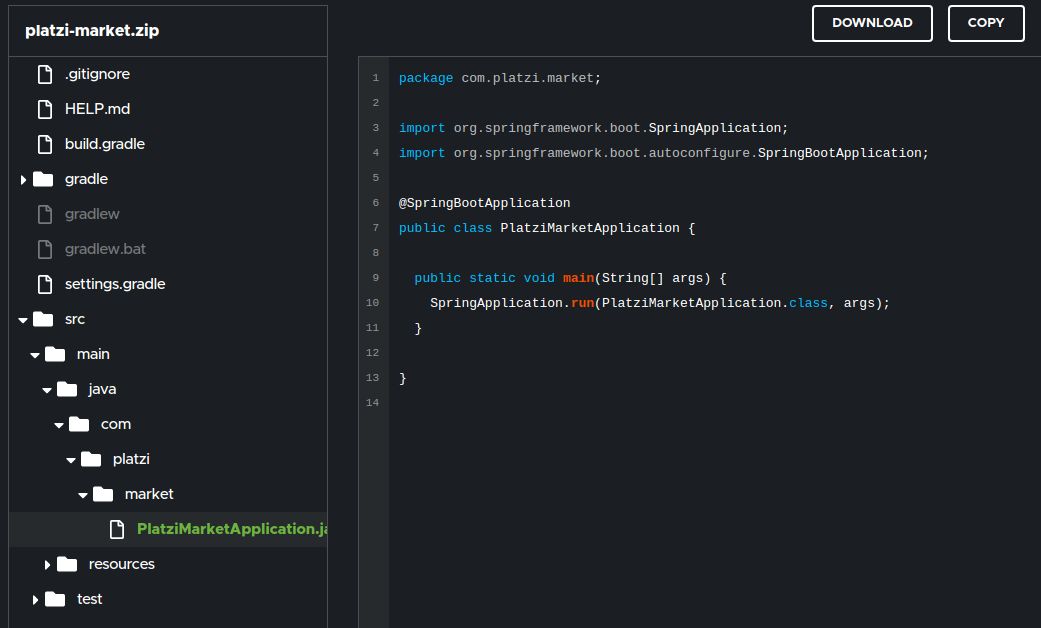 platzi-market.zip
DOWNLOAD
COPY
.gitignore
HELP.md
build.gradle
gradle
gradlew
gradlew.bat
settings.gradle
src
main
java
com
platzi
market
PlatziMarketApplication.ja
resources
test
1 package com.platzi.market;
2
3 import org.springframework.boot.SpringApplication;
4 import org.springframework.boot.autoconfigure.SpringBootApplication;
5
6 @SpringBootApplication
7 public class PlatziMarketApplication {
8
9 public static void main(String[] args) {
10 SpringApplication.run(PlatziMarketApplication.class, args);
11 }
12
13 }
14